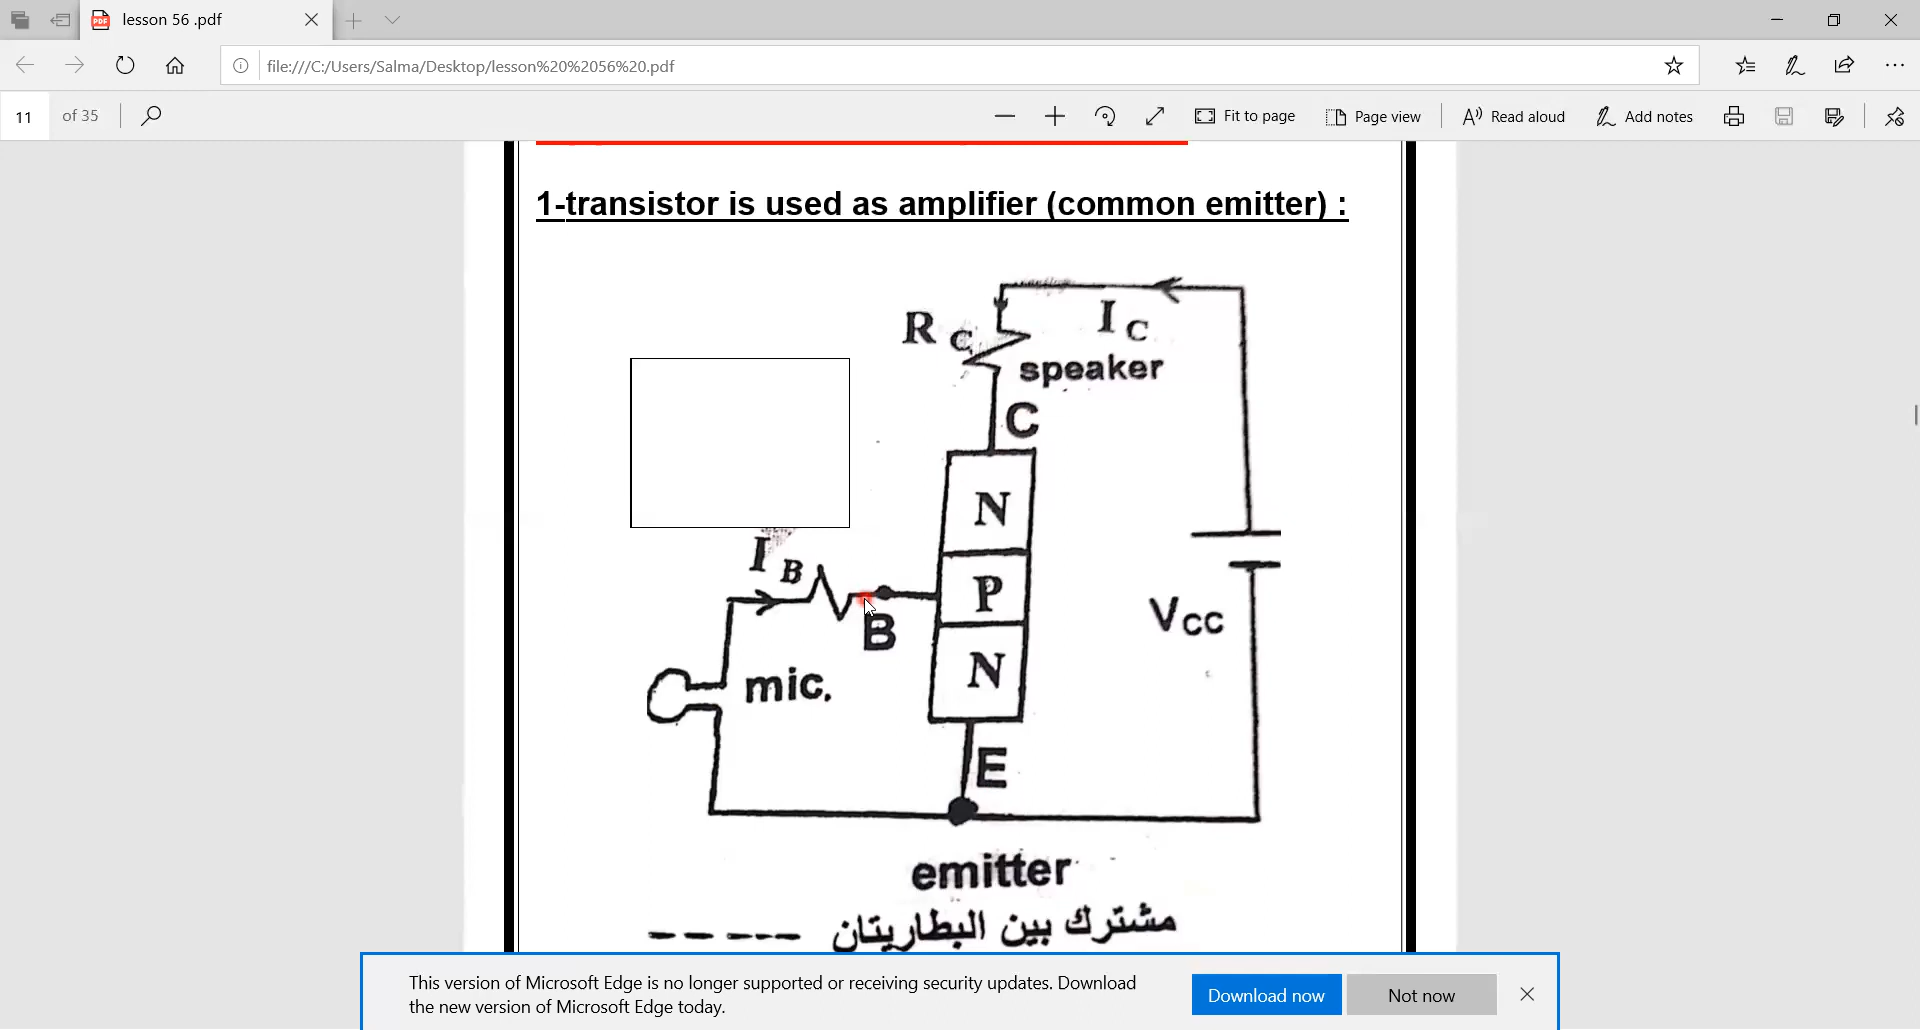 lesson 56 .pdf
file:///C:/Users/Salma/Desktop/lesson%20%2056%20.pdf
11 of 35
Fit to page
Page view
Read aloud
Add notes
1-transistor is used as amplifier (common emitter) :
R C
I C
speaker
C
N
I B
P
B
VCC
N
mic.
E
emitter
مشترك بين البطاريتان
This version of Microsoft Edge is no longer supported or receiving security updates. Download
the new version of Microsoft Edge today.
Download now
Not now